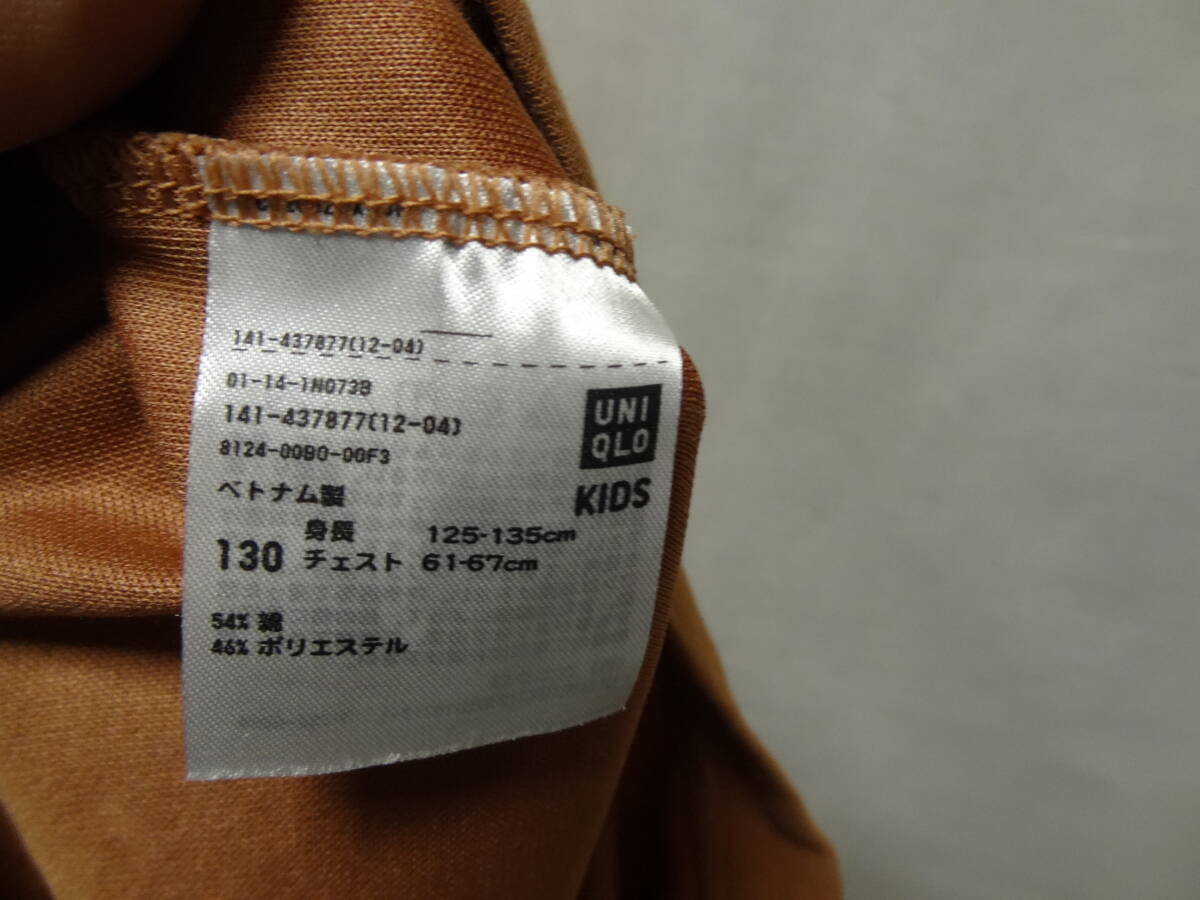 141-437877(12-04)
01-14-1N073B
141-437877(12-04)
8124-00B0-00F3
ベトナム製
UNI
QLO
KIDS
身長 125-135cm
130 チェスト 61-67cm
54% 綿
46% ポリエステル